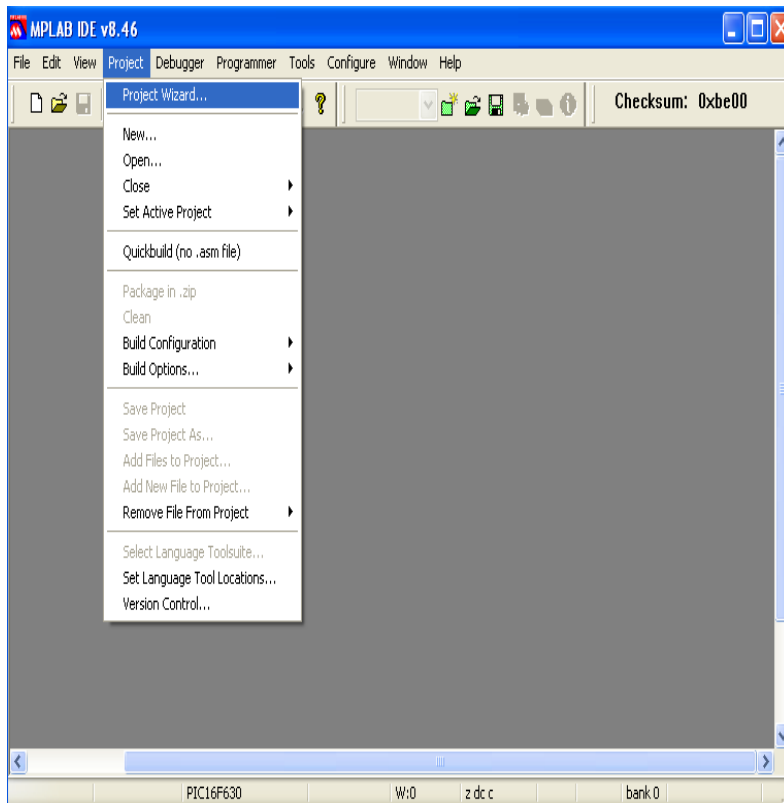 MPLAB IDE v8.46
File Edit View Project Debugger Programmer Tools Configure Window Help
Project Wizard...
Checksum: 0xbe00
New...
Open...
Close
Set Active Project
Quickbuild (no .asm file)
Package in .zip
Clean
Build Configuration
Build Options...
Save Project
Save Project As...
Add Files to Project...
Add New File to Project...
Remove File From Project
Select Language Toolsuite...
Set Language Tool Locations...
Version Control...
PIC16F630 W:0 z dc c bank 0